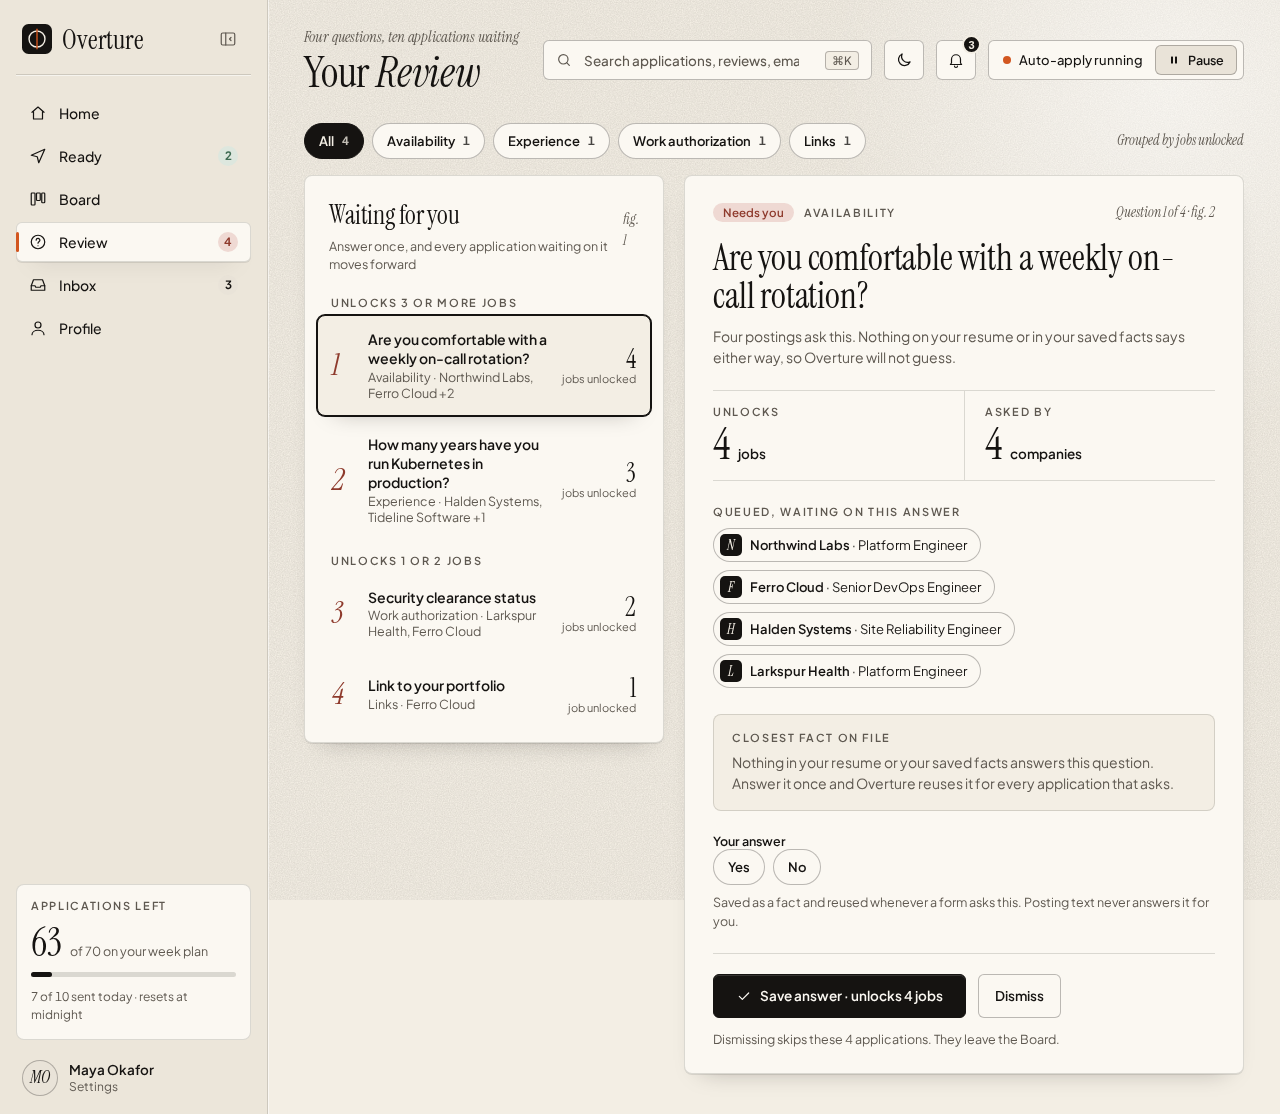 Overture
Home
Ready 2
Board
Review 4
Inbox 3
Profile
APPLICATIONS LEFT
63 of 70 on your week plan
7 of 10 sent today · resets at
midnight
MO
Maya Okafor
Settings
Four questions, ten applications waiting
Your Review
Search applications, reviews, ema
⌘K
3
Auto-apply running
Pause
All 4
Availability 1
Experience 1
Work authorization 1
Links 1
Grouped by jobs unlocked
Waiting for you
fig.
1
Answer once, and every application waiting on it
moves forward
UNLOCKS 3 OR MORE JOBS
1
Are you comfortable with a
weekly on-call rotation?
Availability · Northwind Labs,
Ferro Cloud +2
4
jobs unlocked
2
How many years have you
run Kubernetes in
production?
Experience · Halden Systems,
Tideline Software +1
3
jobs unlocked
UNLOCKS 1 OR 2 JOBS
3
Security clearance status
Work authorization · Larkspur
Health, Ferro Cloud
2
jobs unlocked
4
Link to your portfolio
Links · Ferro Cloud
1
job unlocked
Needs you AVAILABILITY
Question 1 of 4 · fig. 2
Are you comfortable with a weekly on-
call rotation?
Four postings ask this. Nothing on your resume or in your saved facts says
either way, so Overture will not guess.
UNLOCKS
4 jobs
ASKED BY
4 companies
QUEUED, WAITING ON THIS ANSWER
N Northwind Labs · Platform Engineer
F Ferro Cloud · Senior DevOps Engineer
H Halden Systems · Site Reliability Engineer
L Larkspur Health · Platform Engineer
CLOSEST FACT ON FILE
Nothing in your resume or your saved facts answers this question.
Answer it once and Overture reuses it for every application that asks.
Your answer
Yes
No
Saved as a fact and reused whenever a form asks this. Posting text never answers it for
you.
Save answer · unlocks 4 jobs
Dismiss
Dismissing skips these 4 applications. They leave the Board.